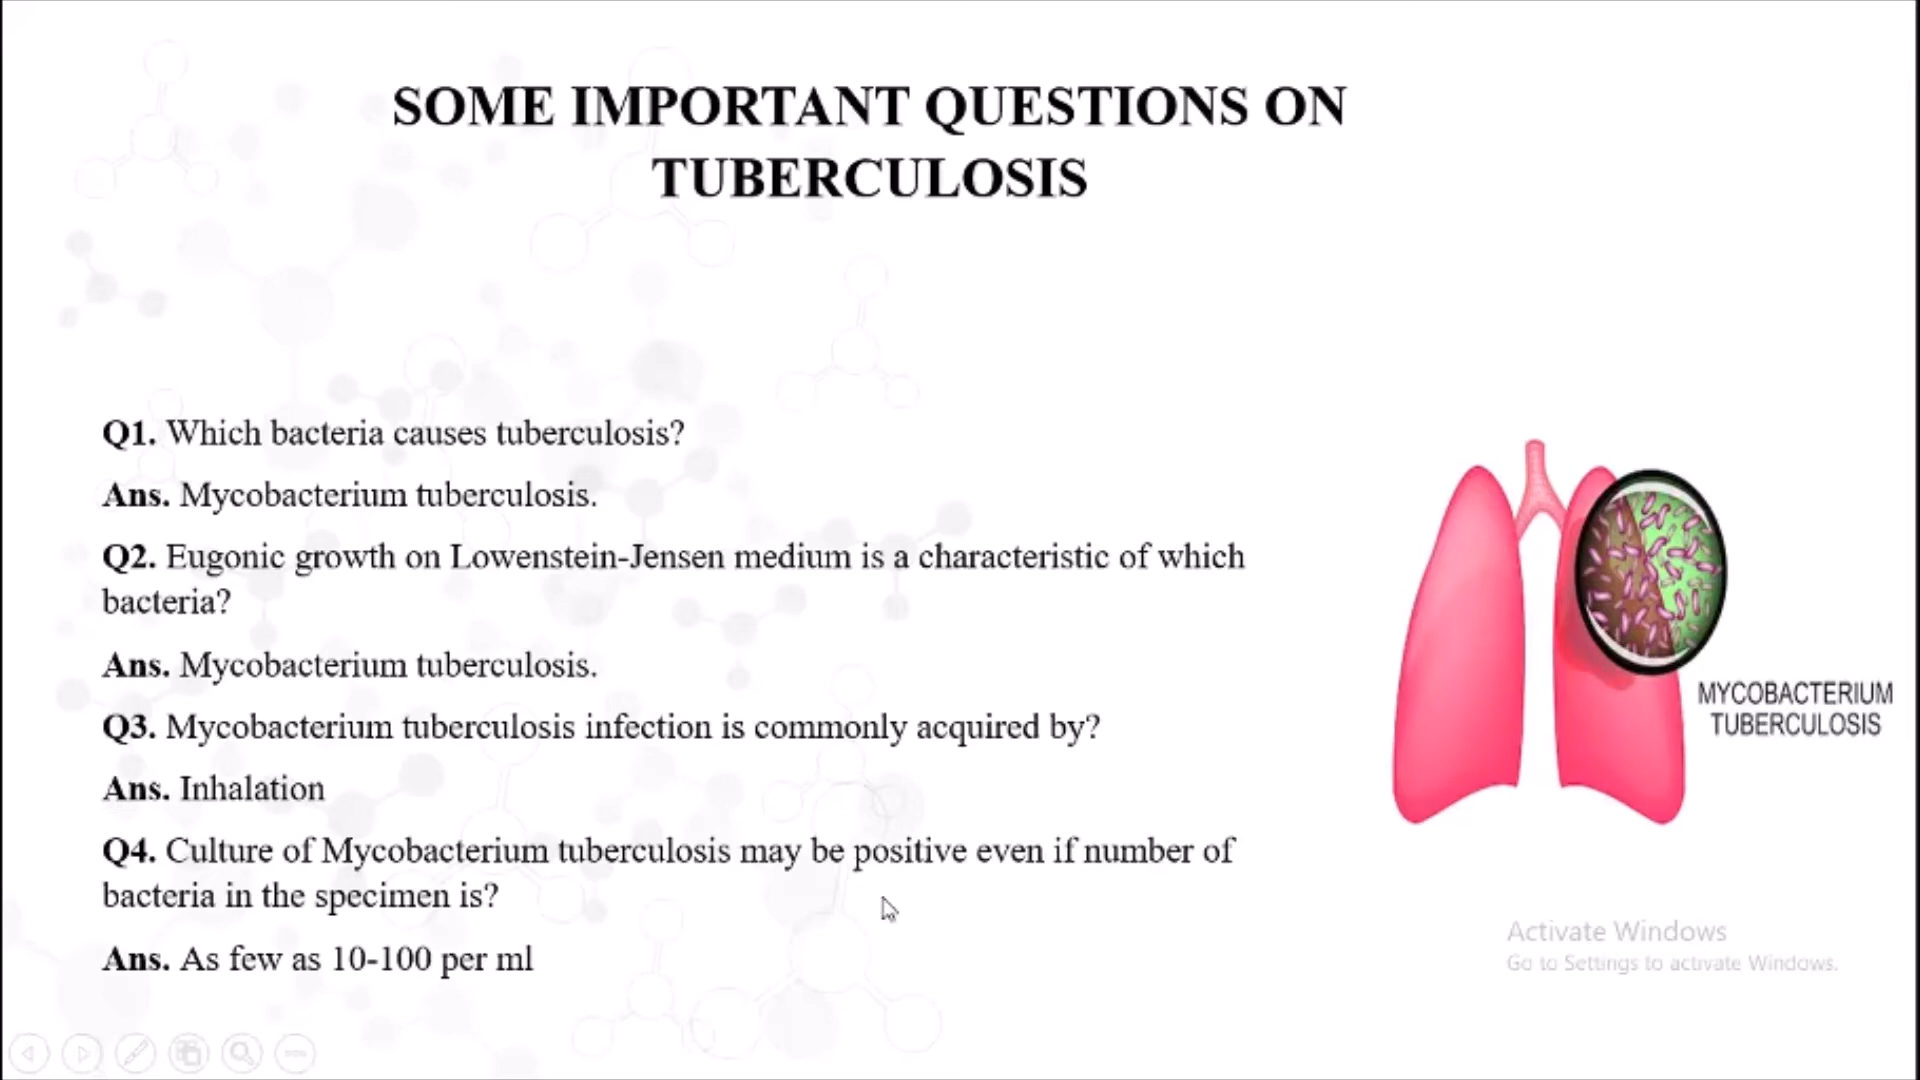 SOME IMPORTANT QUESTIONS ON
TUBERCULOSIS
Q1. Which bacteria causes tuberculosis?
Ans. Mycobacterium tuberculosis.
Q2. Eugonic growth on Lowenstein-Jensen medium is a characteristic of which
bacteria?
Ans. Mycobacterium tuberculosis.
Q3. Mycobacterium tuberculosis infection is commonly acquired by?
Ans. Inhalation
Q4. Culture of Mycobacterium tuberculosis may be positive even if number of
bacteria in the specimen is?
Ans. As few as 10-100 per ml
MYCOBACTERIUM
TUBERCULOSIS
Activate Windows
Go to Settings to activate Windows.